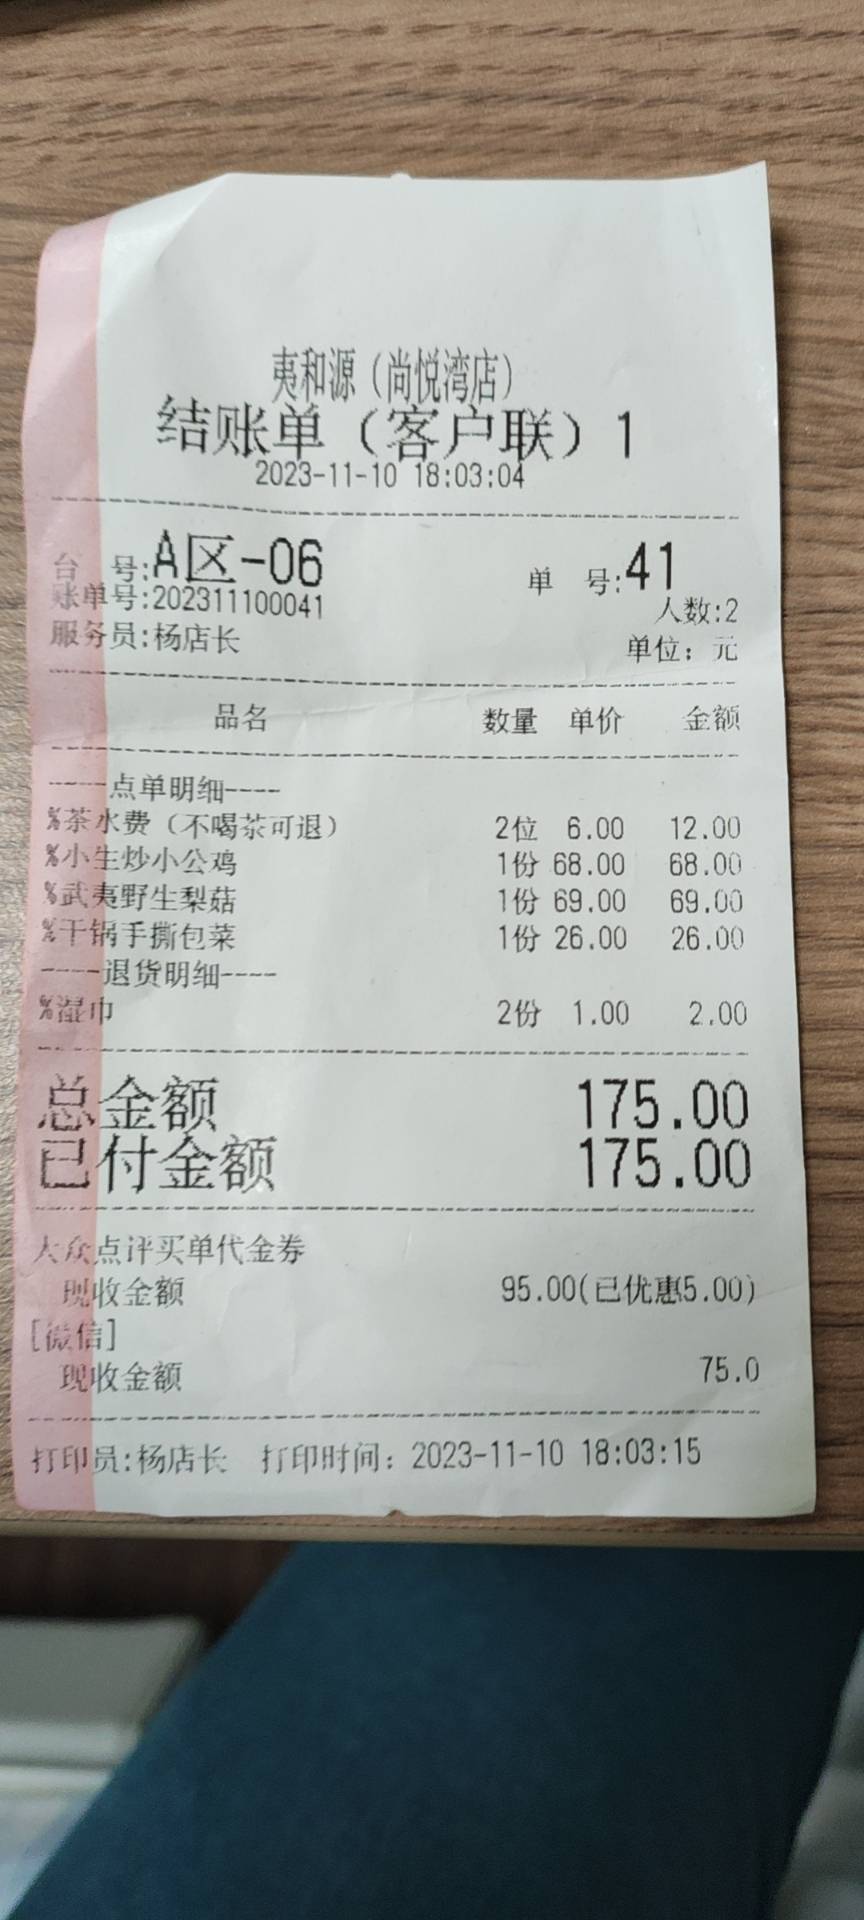 夷和源（尚悦湾店）
结账单（客户联）1
2023-11-10 18:03:04
台 号:A区-06 单 号:41
账单号:202311100041 人数:2
服务员:杨店长 单位：元
品名 数量 单价 金额
-----点单明细----
%茶水费（不喝茶可退） 2位 6.00 12.00
%小生炒小公鸡 1份 68.00 68.00
%武夷野生梨菇 1份 69.00 69.00
%干锅手撕包菜 1份 26.00 26.00
----退货明细----
%湿巾 2份 1.00 2.00
总金额 175.00
已付金额 175.00
大众点评买单代金券
现收金额 95.00(已优惠5.00)
[微信]
现收金额 75.0
打印员:杨店长 打印时间：2023-11-10 18:03:15